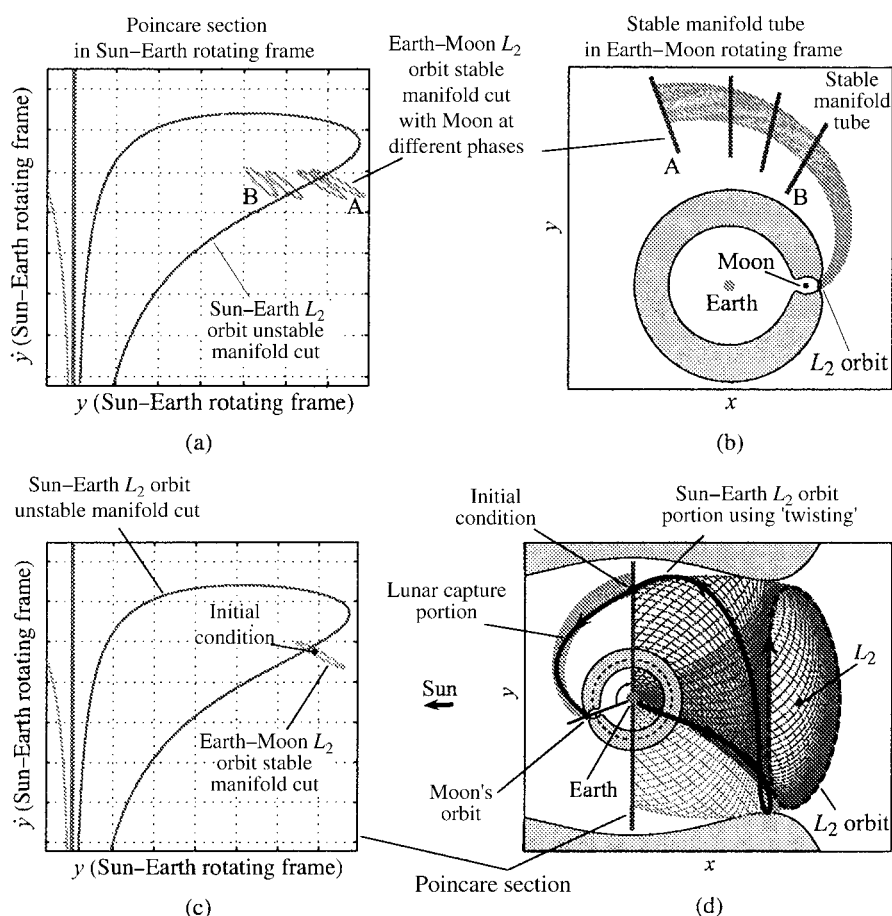 Poincare section
in Sun–Earth rotating frame
ẏ (Sun–Earth rotating frame)
B
A
Sun–Earth L₂
orbit unstable
manifold cut
y (Sun–Earth rotating frame)
(a)
Earth–Moon L₂
orbit stable
manifold cut
with Moon at
different phases
Stable manifold tube
in Earth–Moon rotating frame
Stable
manifold
tube
A
B
y
Moon
Earth
L₂ orbit
x
(b)
Sun–Earth L₂ orbit
unstable manifold cut
ẏ (Sun–Earth rotating frame)
Initial
condition
Earth–Moon L₂
orbit stable
manifold cut
y (Sun–Earth rotating frame)
(c)
Initial
condition
Sun–Earth L₂ orbit
portion using 'twisting'
Lunar capture
portion
y
L₂
Sun
Earth
Moon's
orbit
L₂ orbit
x
Poincare section
(d)